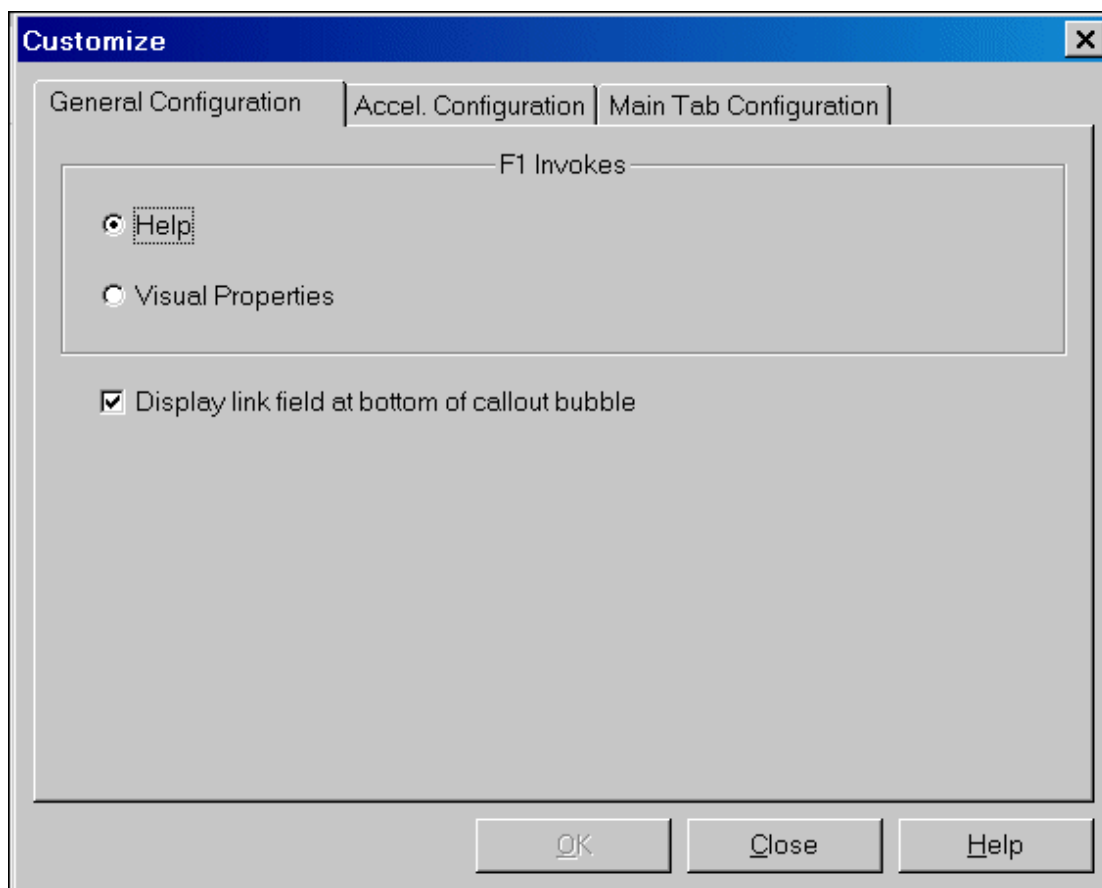 Customize
General Configuration Accel. Configuration Main Tab Configuration
F1 Invokes
Help
Visual Properties
Display link field at bottom of callout bubble
OK Close Help